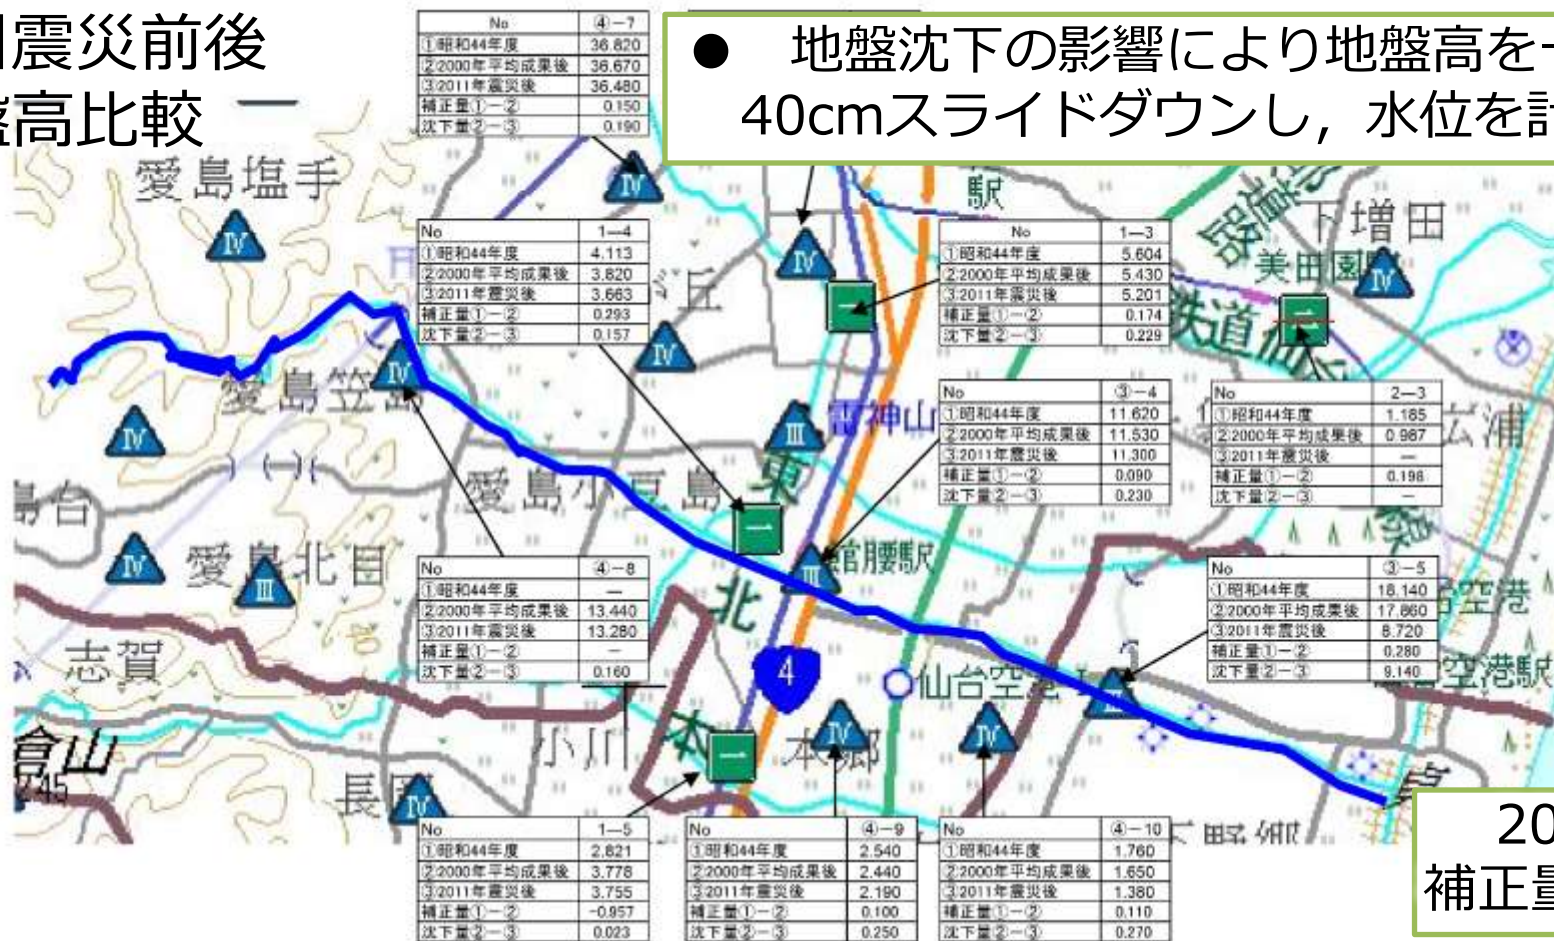 震災前後
高比較
● 地盤沈下の影響により地盤高を
40cmスライドダウンし，水位を
No ④－7
①昭和44年度 36.820
②2000年平均成果後 36.670
③2011年震災後 36.480
補正量①－② 0.150
沈下量②－③ 0.190
愛島塩手
駅
下増田
美田園
Ⅳ
Ⅳ
Ⅳ
Ⅳ
No 1―4
①昭和44年度 4.113
②2000年平均成果後 3.820
③2011年震災後 3.663
補正量①－② 0.293
沈下量②－③ 0.157
丘
No 1―3
①昭和44年度 5.604
②2000年平均成果後 5.430
③2011年震災後 5.201
補正量①－② 0.174
沈下量②－③ 0.229
鉄道
愛島笠島
Ⅳ
Ⅳ
Ⅳ
Ⅲ
雷神山
No ③－4
①昭和44年度 11.620
②2000年平均成果後 11.530
③2011年震災後 11.300
補正量①－② 0.090
沈下量②－③ 0.230
No 2―3
①昭和44年度 1.185
②2000年平均成果後 0.987
③2011年震災後 －
補正量①－② 0.198
沈下量②－③ －
広浦
島台
愛島小豆島
東
愛島北目
Ⅳ
Ⅲ
Ⅲ
館腰駅
北
No ④－8
①昭和44年度 －
②2000年平均成果後 13.440
③2011年震災後 13.280
補正量①－② －
沈下量②－③ 0.160
No ③－5
①昭和44年度 18.140
②2000年平均成果後 17.860
③2011年震災後 8.720
補正量①－② 0.280
沈下量②－③ 9.140
空港
志賀
4
仙台空港
空港駅
倉山
745
小川
本
本郷
Ⅳ
Ⅳ
長岡
Ⅳ
No 1―5
①昭和44年度 2.821
②2000年平均成果後 3.778
③2011年震災後 3.755
補正量①－② -0.957
沈下量②－③ 0.023
No ④－9
①昭和44年度 2.540
②2000年平均成果後 2.440
③2011年震災後 2.190
補正量①－② 0.100
沈下量②－③ 0.250
No ④－10
①昭和44年度 1.760
②2000年平均成果後 1.650
③2011年震災後 1.380
補正量①－② 0.110
沈下量②－③ 0.270
20
補正量